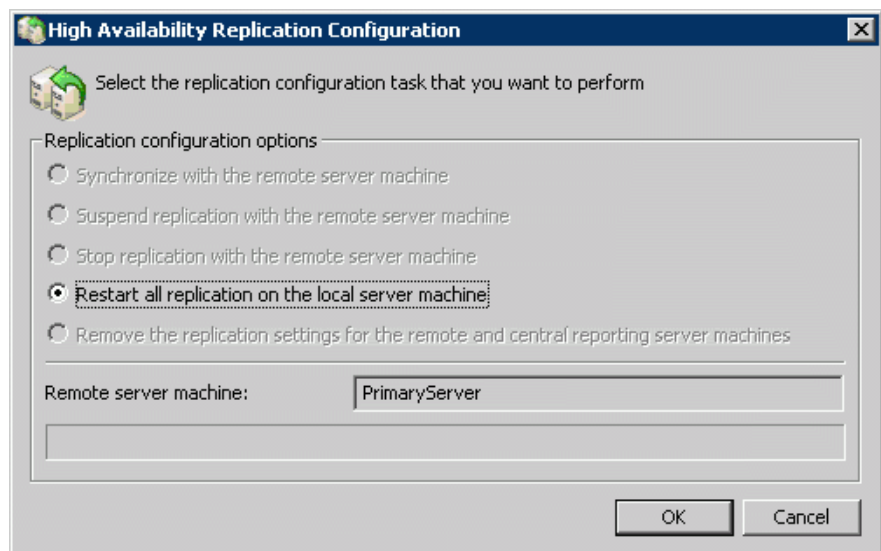 High Availability Replication Configuration
Select the replication configuration task that you want to perform
Replication configuration options
Synchronize with the remote server machine
Suspend replication with the remote server machine
Stop replication with the remote server machine
Restart all replication on the local server machine
Remove the replication settings for the remote and central reporting server machines
Remote server machine: PrimaryServer
OK Cancel